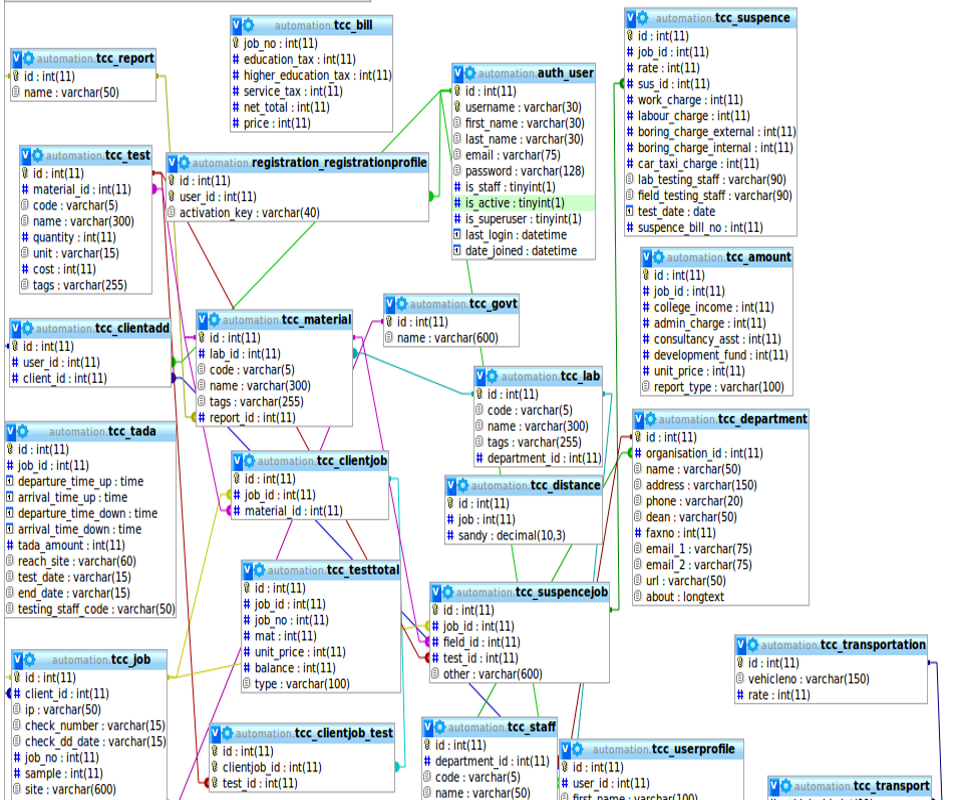 automation.tcc_report
id : int(11)
name : varchar(50)
automation.tcc_bill
job_no : int(11)
education_tax : int(11)
higher_education_tax : int(11)
service_tax : int(11)
net_total : int(11)
price : int(11)
automation.auth_user
id : int(11)
username : varchar(30)
first_name : varchar(30)
last_name : varchar(30)
email : varchar(75)
password : varchar(128)
is_staff : tinyint(1)
is_active : tinyint(1)
is_superuser : tinyint(1)
last_login : datetime
date_joined : datetime
automation.tcc_suspence
id : int(11)
job_id : int(11)
rate : int(11)
sus_id : int(11)
work_charge : int(11)
labour_charge : int(11)
boring_charge_external : int(11)
boring_charge_internal : int(11)
car_taxi_charge : int(11)
lab_testing_staff : varchar(90)
field_testing_staff : varchar(90)
test_date : date
suspence_bill_no : int(11)
automation.tcc_test
id : int(11)
material_id : int(11)
code : varchar(5)
name : varchar(300)
quantity : int(11)
unit : varchar(15)
cost : int(11)
tags : varchar(255)
automation.registration_registrationprofile
id : int(11)
user_id : int(11)
activation_key : varchar(40)
automation.tcc_amount
id : int(11)
job_id : int(11)
college_income : int(11)
admin_charge : int(11)
consultancy_asst : int(11)
development_fund : int(11)
unit_price : int(11)
report_type : varchar(100)
automation.tcc_clientadd
id : int(11)
user_id : int(11)
client_id : int(11)
automation.tcc_material
id : int(11)
lab_id : int(11)
code : varchar(5)
name : varchar(300)
tags : varchar(255)
report_id : int(11)
automation.tcc_govt
id : int(11)
name : varchar(600)
automation.tcc_lab
id : int(11)
code : varchar(5)
name : varchar(300)
tags : varchar(255)
department_id : int(11)
automation.tcc_department
id : int(11)
organisation_id : int(11)
name : varchar(50)
address : varchar(150)
phone : varchar(20)
dean : varchar(50)
faxno : int(11)
email_1 : varchar(75)
email_2 : varchar(75)
url : varchar(50)
about : longtext
automation.tcc_tada
id : int(11)
job_id : int(11)
departure_time_up : time
arrival_time_up : time
departure_time_down : time
arrival_time_down : time
tada_amount : int(11)
reach_site : varchar(60)
test_date : varchar(15)
end_date : varchar(15)
testing_staff_code : varchar(50)
automation.tcc_clientjob
id : int(11)
job_id : int(11)
material_id : int(11)
automation.tcc_distance
id : int(11)
job : int(11)
sandy : decimal(10,3)
automation.tcc_testtotal
id : int(11)
job_id : int(11)
job_no : int(11)
mat : int(11)
unit_price : int(11)
balance : int(11)
type : varchar(100)
automation.tcc_suspencejob
id : int(11)
job_id : int(11)
field_id : int(11)
test_id : int(11)
other : varchar(600)
automation.tcc_transportation
id : int(11)
vehicleno : varchar(150)
rate : int(11)
automation.tcc_job
id : int(11)
client_id : int(11)
ip : varchar(50)
check_number : varchar(15)
check_dd_date : varchar(15)
job_no : int(11)
sample : int(11)
site : varchar(600)
automation.tcc_clientjob_test
id : int(11)
clientjob_id : int(11)
test_id : int(11)
automation.tcc_staff
id : int(11)
department_id : int(11)
code : varchar(5)
name : varchar(50)
automation.tcc_userprofile
id : int(11)
user_id : int(11)
first_name : varchar(100)
automation.tcc_transport